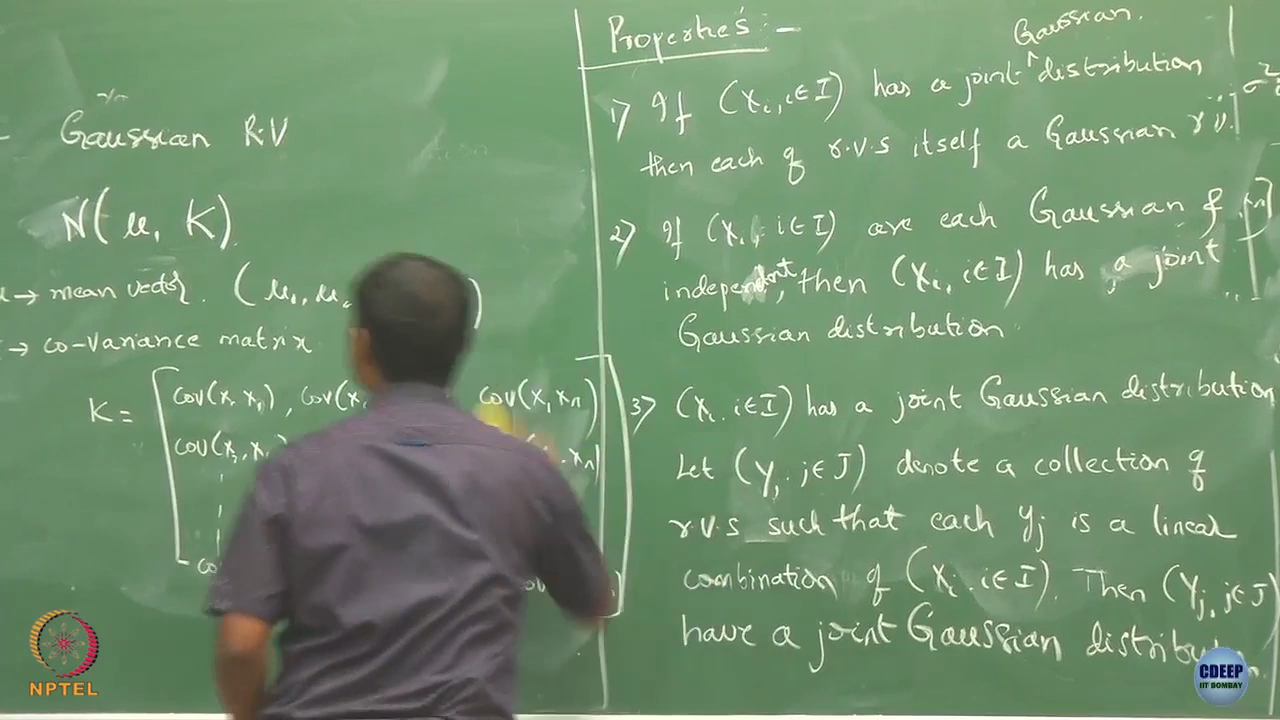 Gaussian R.V
N(μ, K).
→ mean vector. (μ1, μ2
→ co-variance matrix
K =
cov(x1 x1), cov(x1 cov(x1 xn)
cov(x2, x1 , xn)
Properties :-
Gaussian.
1) If (Xi, i∈I) has a joint ^ distribution
then each of r.v.s itself a Gaussian r.v.
2) If (Xi, i∈I) are each Gaussian &
independent, then (Xi, i∈I) has a joint
Gaussian distribution.
3) (Xi, i∈I) has a joint Gaussian distribution
Let (Yj, j∈J) denote a collection of
r.v.s such that each Yj is a linear
combination of (Xi, i∈I). Then (Yj, j∈J)
have a joint Gaussian
NPTEL
CDEEP
IIT BOMBAY